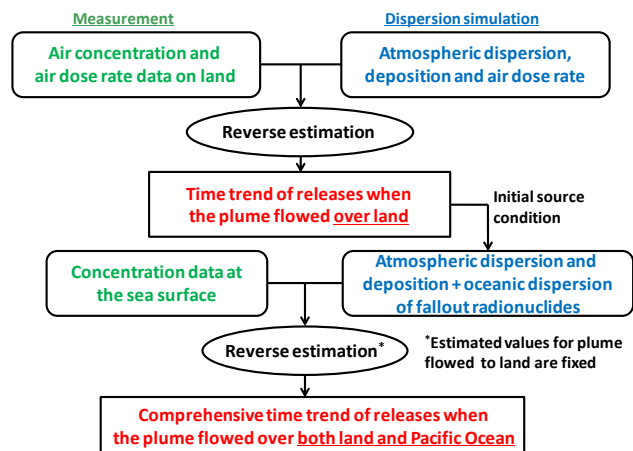 Measurement
Dispersion simulation
Air concentration and
air dose rate data on land
Atmospheric dispersion,
deposition and air dose rate
Reverse estimation
Time trend of releases when
the plume flowed over land
Initial source
condition
Concentration data at
the sea surface
Atmospheric dispersion and
deposition + oceanic dispersion
of fallout radionuclides
Reverse estimation*
*Estimated values for plume
flowed to land are fixed
Comprehensive time trend of releases when
the plume flowed over both land and Pacific Ocean